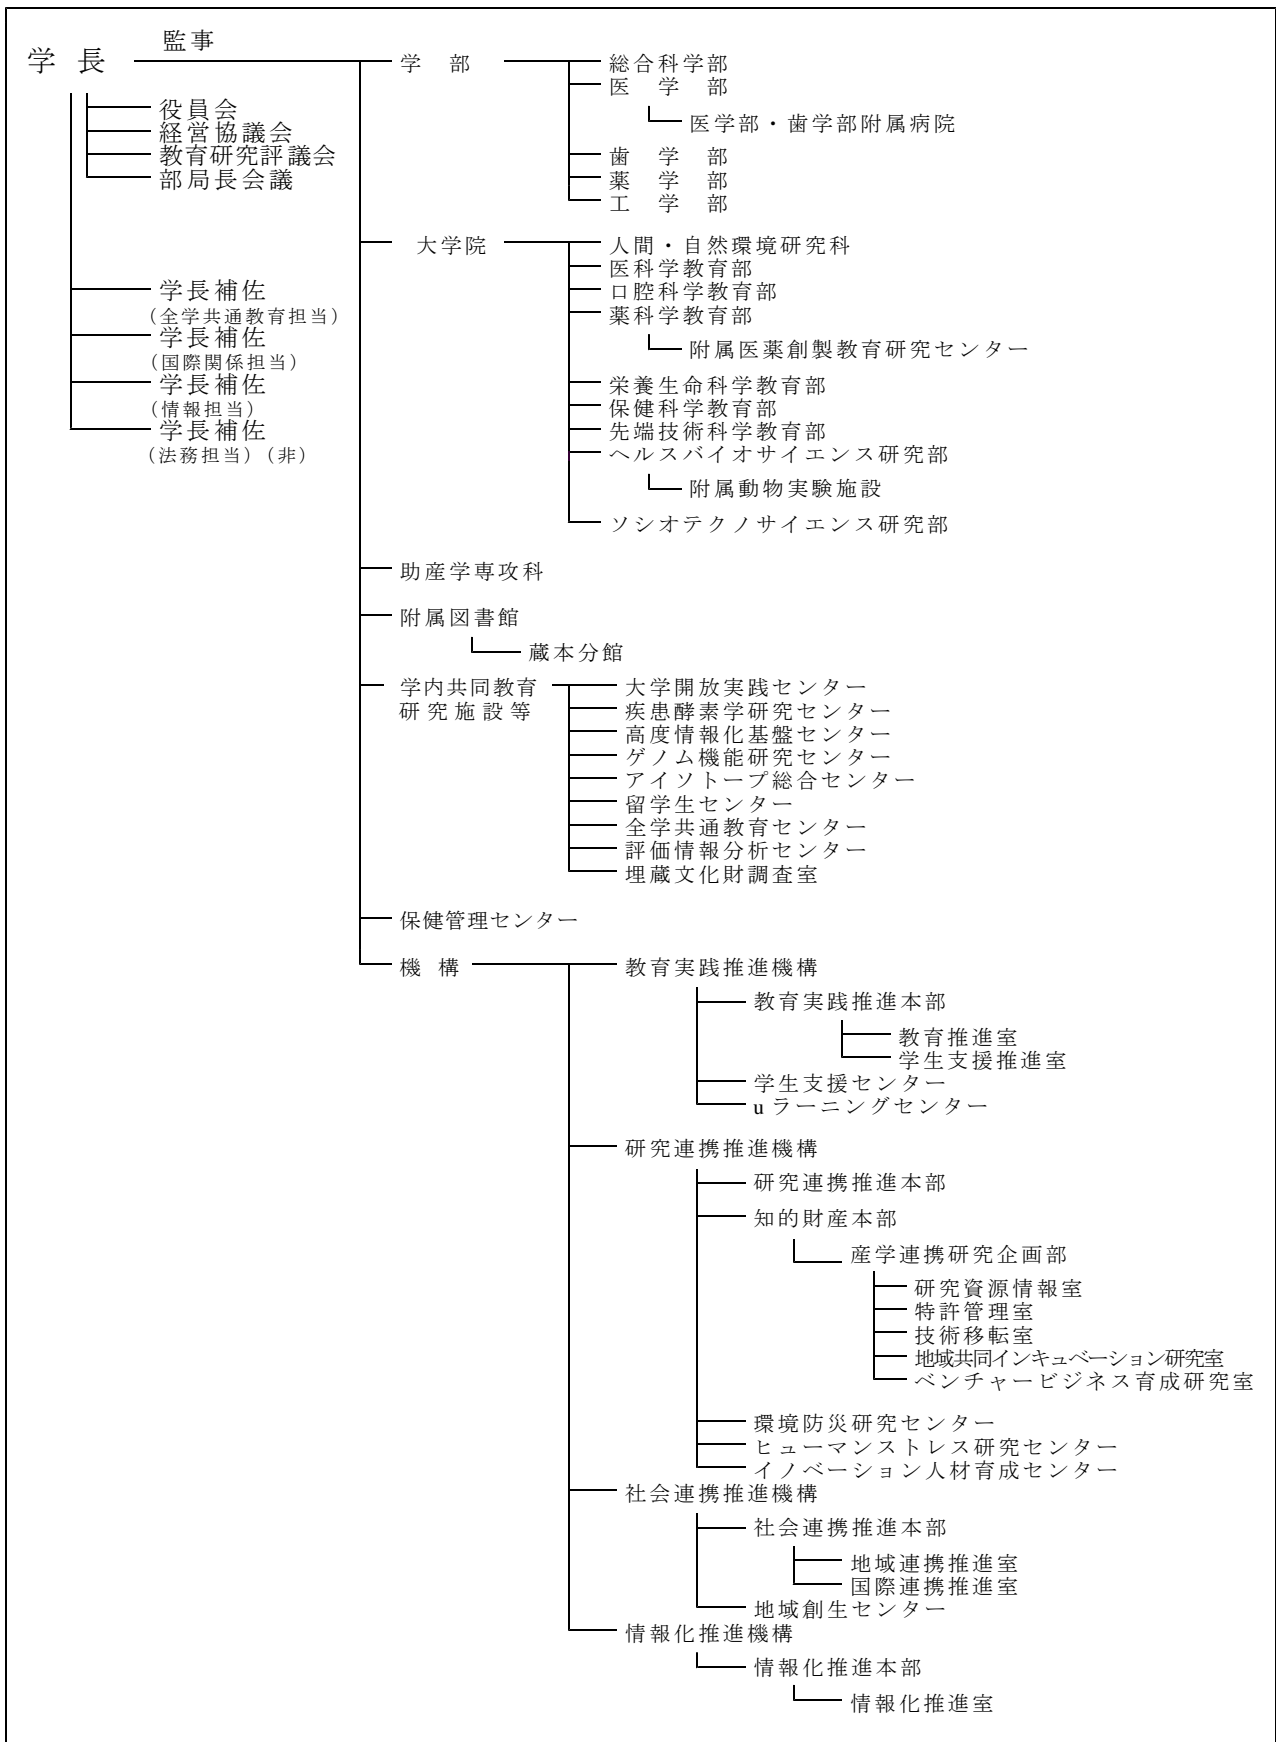 監事
学長
役員会
経営協議会
教育研究評議会
部局長会議
学長補佐
(全学共通教育担当)
学長補佐
(国際関係担当)
学長補佐
(情報担当)
学長補佐
(法務担当)(非)
学部
総合科学部
医学部
医学部・歯学部附属病院
歯学部
薬学部
工学部
大学院
人間・自然環境研究科
医科学教育部
口腔科学教育部
薬科学教育部
附属医薬創製教育研究センター
栄養生命科学教育部
保健科学教育部
先端技術科学教育部
ヘルスバイオサイエンス研究部
附属動物実験施設
ソシオテクノサイエンス研究部
助産学専攻科
附属図書館
蔵本分館
学内共同教育
研究施設等
大学開放実践センター
疾患酵素学研究センター
高度情報化基盤センター
ゲノム機能研究センター
アイソトープ総合センター
留学生センター
全学共通教育センター
評価情報分析センター
埋蔵文化財調査室
保健管理センター
機構
教育実践推進機構
教育実践推進本部
教育推進室
学生支援推進室
学生支援センター
uラーニングセンター
研究連携推進機構
研究連携推進本部
知的財産本部
産学連携研究企画部
研究資源情報室
特許管理室
技術移転室
地域共同インキュベーション研究室
ベンチャービジネス育成研究室
環境防災研究センター
ヒューマンストレス研究センター
イノベーション人材育成センター
社会連携推進機構
社会連携推進本部
地域連携推進室
国際連携推進室
地域創生センター
情報化推進機構
情報化推進本部
情報化推進室